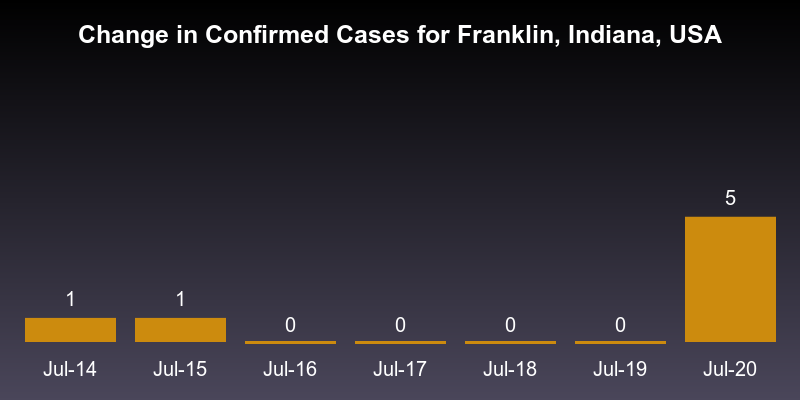 Change in Confirmed Cases for Franklin, Indiana, USA
5
1 1
0 0 0 0
Jul-14 Jul-15 Jul-16 Jul-17 Jul-18 Jul-19 Jul-20